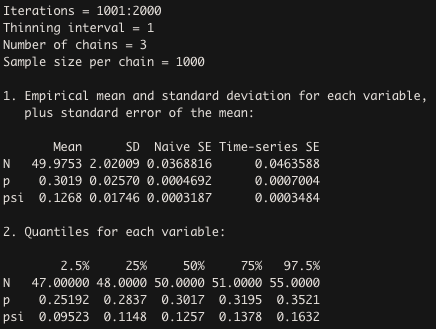 Iterations = 1001:2000
Thinning interval = 1
Number of chains = 3
Sample size per chain = 1000
1. Empirical mean and standard deviation for each variable,
plus standard error of the mean:
Mean SD Naive SE Time-series SE
N 49.9753 2.02009 0.0368816 0.0463588
p 0.3019 0.02570 0.0004692 0.0007004
psi 0.1268 0.01746 0.0003187 0.0003484
2. Quantiles for each variable:
2.5% 25% 50% 75% 97.5%
N 47.00000 48.0000 50.0000 51.0000 55.0000
p 0.25192 0.2837 0.3017 0.3195 0.3521
psi 0.09523 0.1148 0.1257 0.1378 0.1632